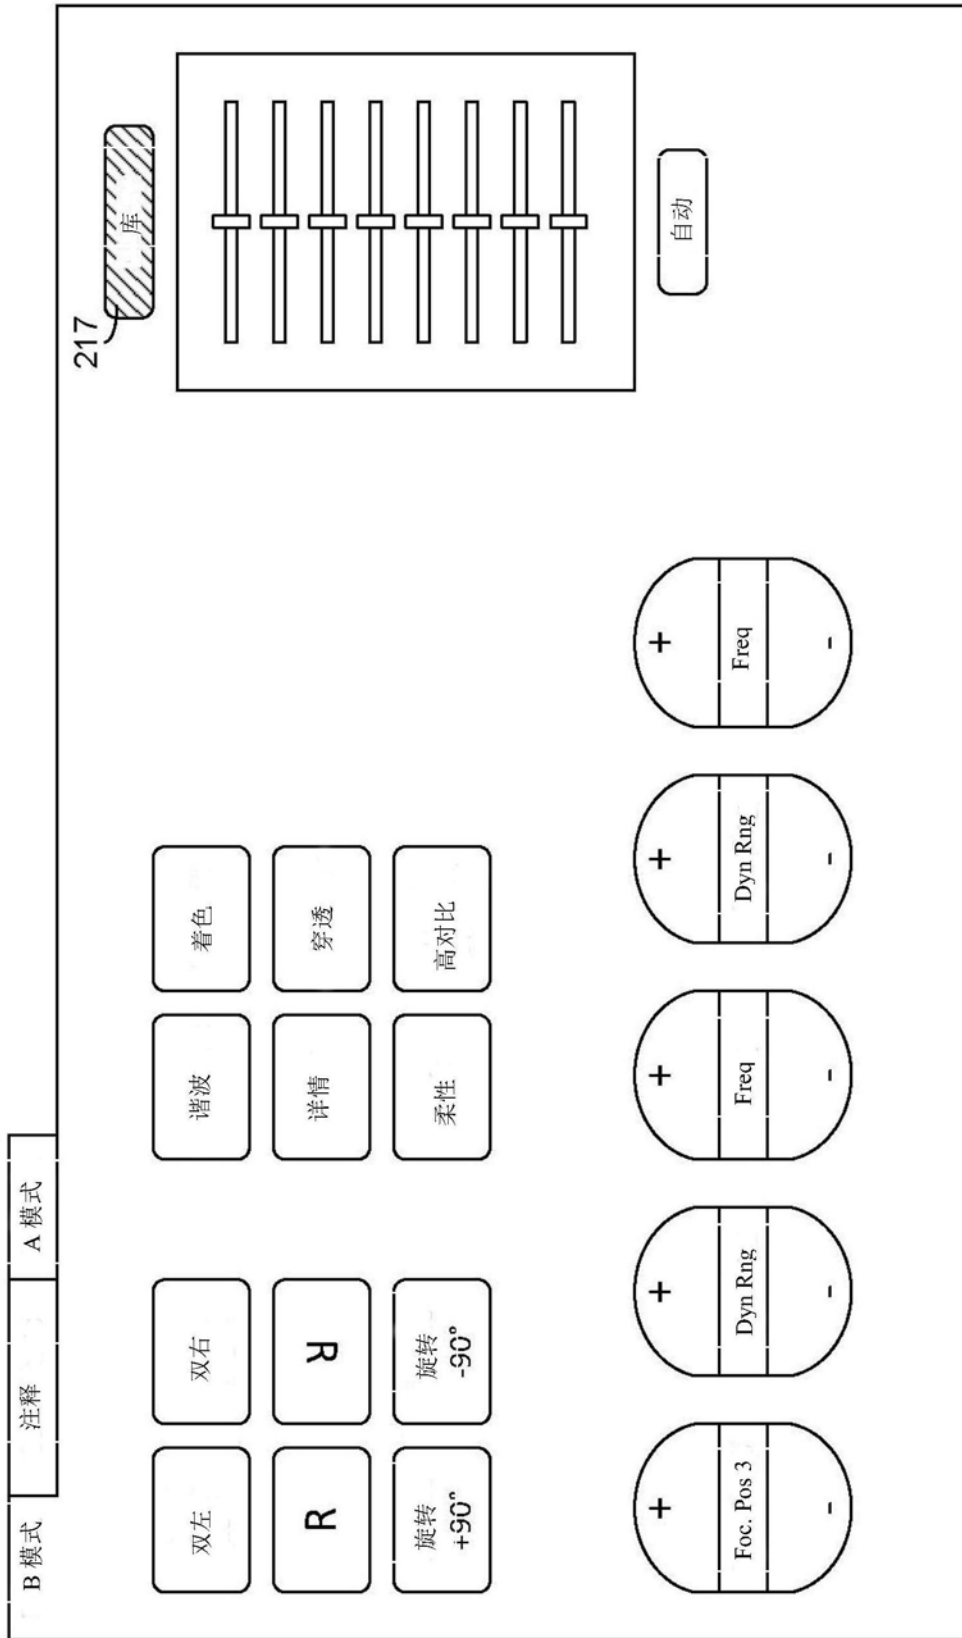 B 模式
注释
A 模式
217
库
双左
双右
谐波
着色
R
R
详情
穿透
旋转
+90°
旋转
-90°
柔性
高对比
自动
+
+
+
+
+
Foc. Pos 3
Dyn Rng
Freq
Dyn Rng
Freq
-
-
-
-
-